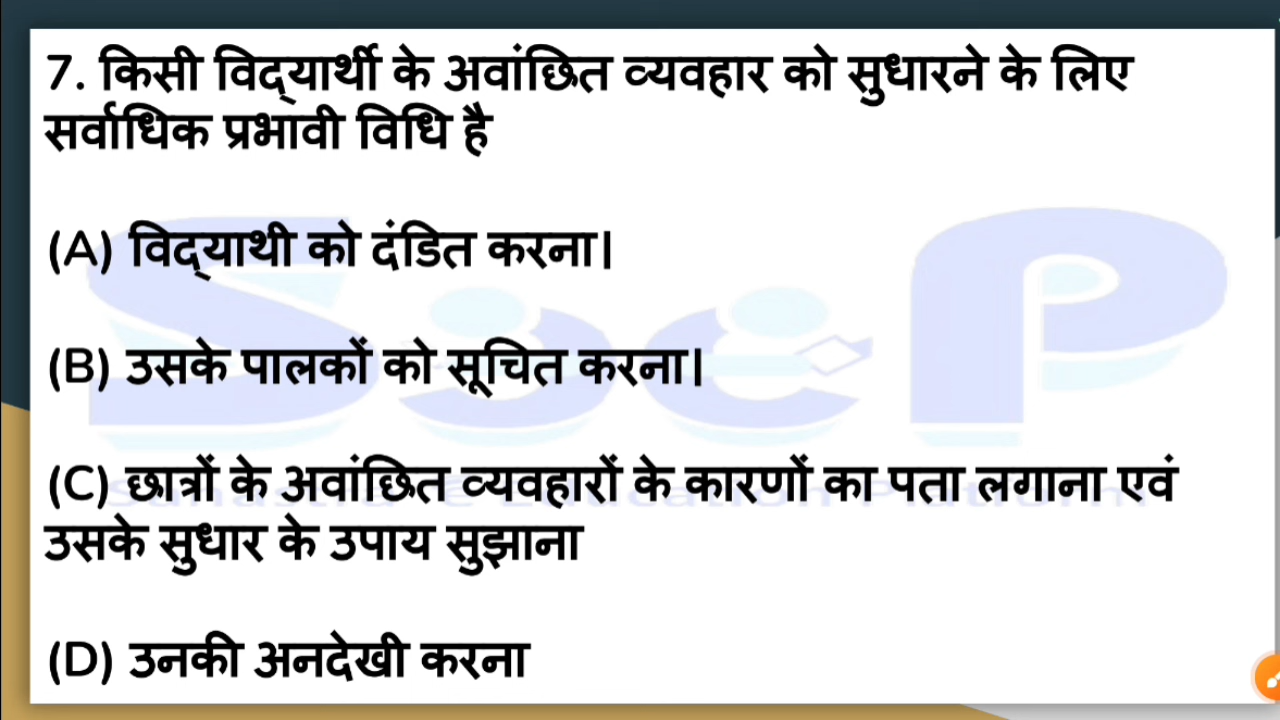 7. किसी विद्यार्थी के अवांछित व्यवहार को सुधारने के लिए
सर्वाधिक प्रभावी विधि है
(A) विद्याथी को दंडित करना।
(B) उसके पालकों को सूचित करना।
(C) छात्रों के अवांछित व्यवहारों के कारणों का पता लगाना एवं
उसके सुधार के उपाय सुझाना
(D) उनकी अनदेखी करना